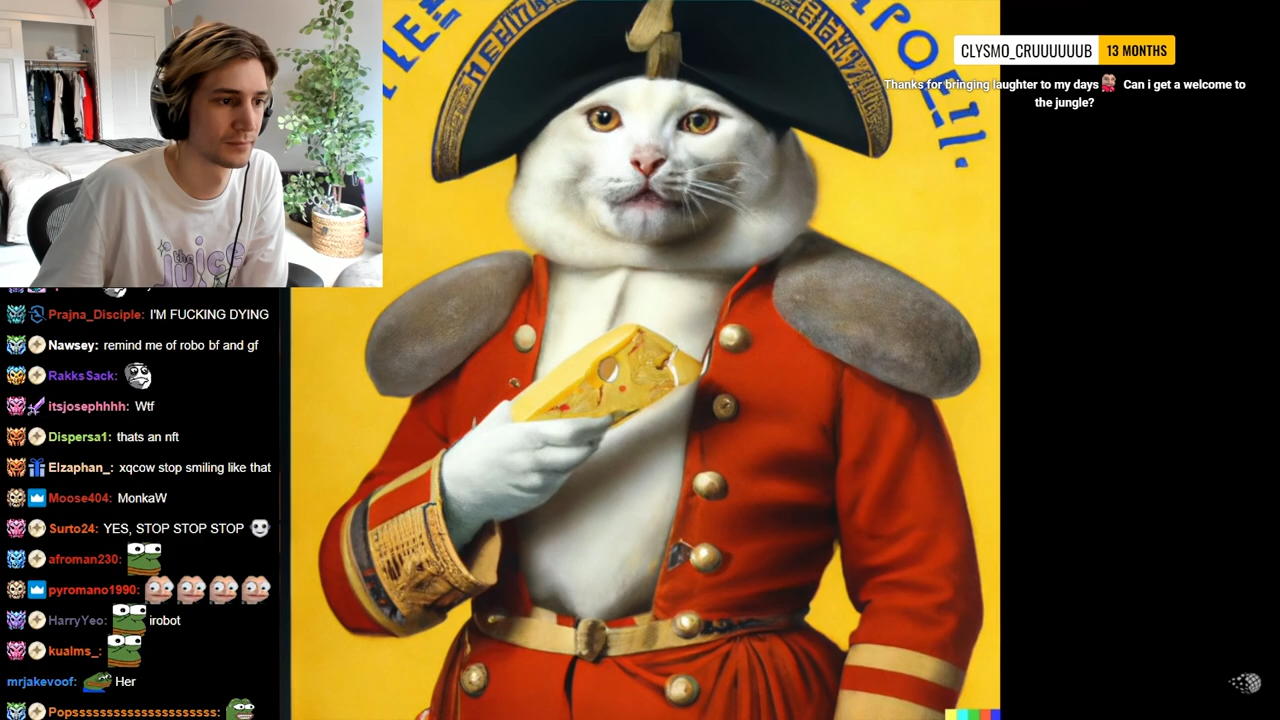 CLYSMO_CRUUUUUUB 13 MONTHS
Thanks for bringing laughter to my days Can i get a welcome to
the jungle?
the
juice
Prajna_Disciple: I'M FUCKING DYING
Nawsey: remind me of robo bf and gf
RakksSack:
itsjosephhhh: Wtf
Dispersa1: thats an nft
Elzaphan_: xqcow stop smiling like that
Moose404: MonkaW
Surto24: YES, STOP STOP STOP
afroman230:
pyromano1990:
HarryYeo: irobot
kualms_:
mrjakevoof: Her
Popsssssssssssssssssssss: